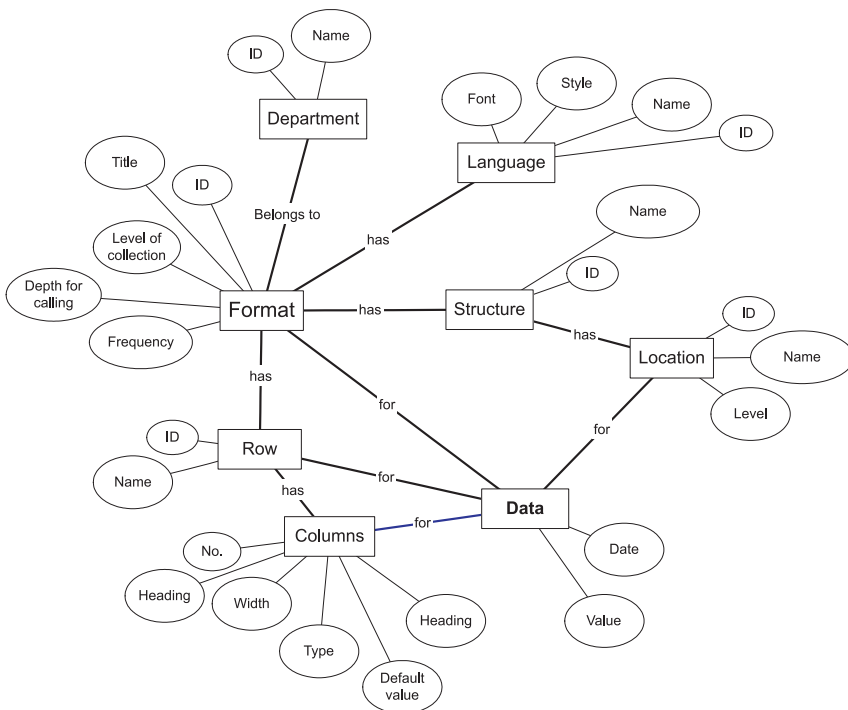 Name
ID
Department
Font
Style
Name
ID
Language
Title
ID
Belongs to
Level of
collection
has
Name
ID
Depth for
calling
Format
has
Structure
ID
Frequency
has
Location
Name
has
for
Level
ID
Row
for
Name
for
has
Data
Columns
for
No.
Date
Heading
Width
Heading
Value
Type
Default
value